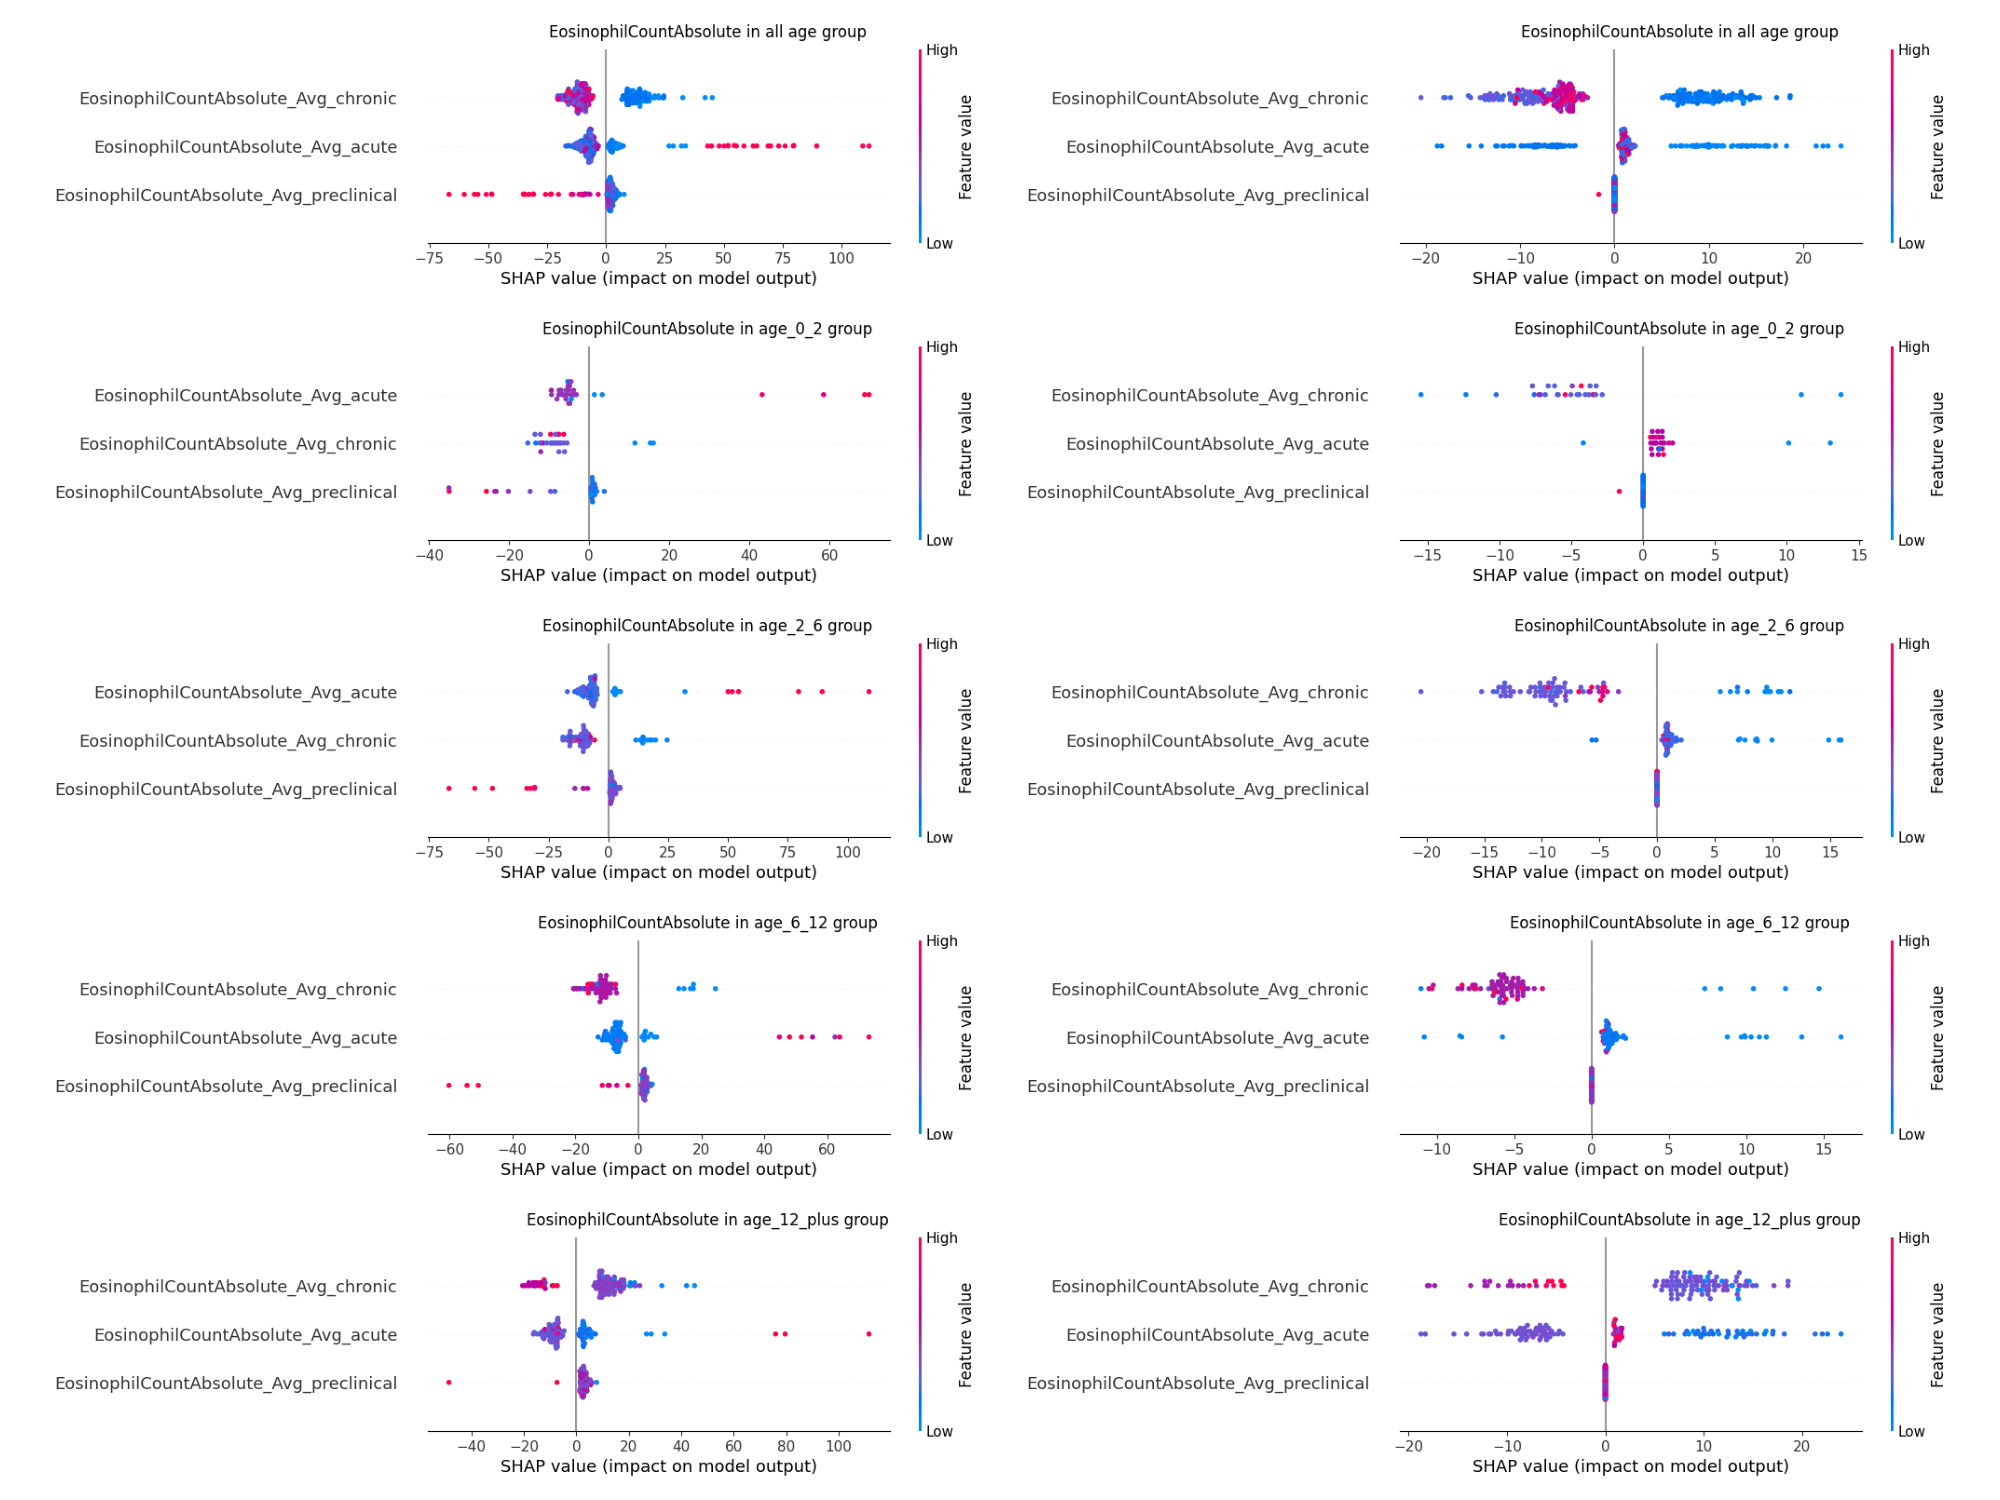 EosinophilCountAbsolute in all age group
High
EosinophilCountAbsolute_Avg_chronic
EosinophilCountAbsolute_Avg_acute
EosinophilCountAbsolute_Avg_preclinical
Feature value
Low
−75 −50 −25 0 25 50 75 100
SHAP value (impact on model output)
EosinophilCountAbsolute in all age group
High
EosinophilCountAbsolute_Avg_chronic
EosinophilCountAbsolute_Avg_acute
EosinophilCountAbsolute_Avg_preclinical
Feature value
Low
−20 −10 0 10 20
SHAP value (impact on model output)
EosinophilCountAbsolute in age_0_2 group
High
EosinophilCountAbsolute_Avg_acute
EosinophilCountAbsolute_Avg_chronic
EosinophilCountAbsolute_Avg_preclinical
Feature value
Low
−40 −20 0 20 40 60
SHAP value (impact on model output)
EosinophilCountAbsolute in age_0_2 group
High
EosinophilCountAbsolute_Avg_chronic
EosinophilCountAbsolute_Avg_acute
EosinophilCountAbsolute_Avg_preclinical
Feature value
Low
−15 −10 −5 0 5 10 15
SHAP value (impact on model output)
EosinophilCountAbsolute in age_2_6 group
High
EosinophilCountAbsolute_Avg_acute
EosinophilCountAbsolute_Avg_chronic
EosinophilCountAbsolute_Avg_preclinical
Feature value
Low
−75 −50 −25 0 25 50 75 100
SHAP value (impact on model output)
EosinophilCountAbsolute in age_2_6 group
High
EosinophilCountAbsolute_Avg_chronic
EosinophilCountAbsolute_Avg_acute
EosinophilCountAbsolute_Avg_preclinical
Feature value
Low
−20 −15 −10 −5 0 5 10 15
SHAP value (impact on model output)
EosinophilCountAbsolute in age_6_12 group
High
EosinophilCountAbsolute_Avg_chronic
EosinophilCountAbsolute_Avg_acute
EosinophilCountAbsolute_Avg_preclinical
Feature value
Low
−60 −40 −20 0 20 40 60
SHAP value (impact on model output)
EosinophilCountAbsolute in age_6_12 group
High
EosinophilCountAbsolute_Avg_chronic
EosinophilCountAbsolute_Avg_acute
EosinophilCountAbsolute_Avg_preclinical
Feature value
Low
−10 −5 0 5 10 15
SHAP value (impact on model output)
EosinophilCountAbsolute in age_12_plus group
High
EosinophilCountAbsolute_Avg_chronic
EosinophilCountAbsolute_Avg_acute
EosinophilCountAbsolute_Avg_preclinical
Feature value
Low
−40 −20 0 20 40 60 80 100
SHAP value (impact on model output)
EosinophilCountAbsolute in age_12_plus group
High
EosinophilCountAbsolute_Avg_chronic
EosinophilCountAbsolute_Avg_acute
EosinophilCountAbsolute_Avg_preclinical
Feature value
Low
−20 −10 0 10 20
SHAP value (impact on model output)